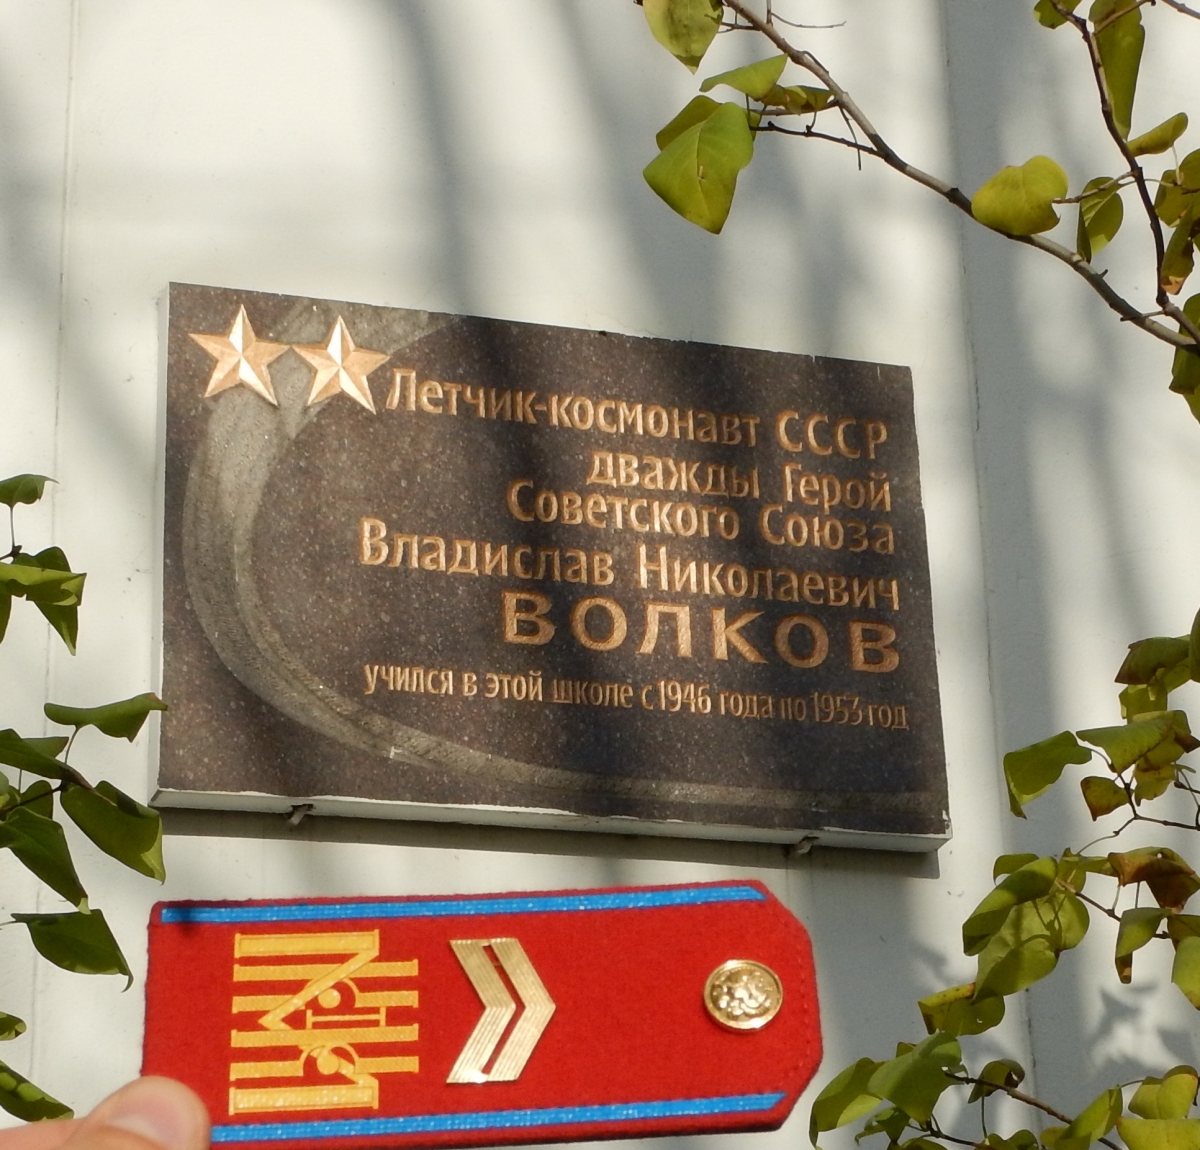 Летчик-космонавт СССР
дважды Герой
Советского Союза
Владислав Николаевич
ВОЛКОВ
учился в этой школе с 1946 года по 1953 год